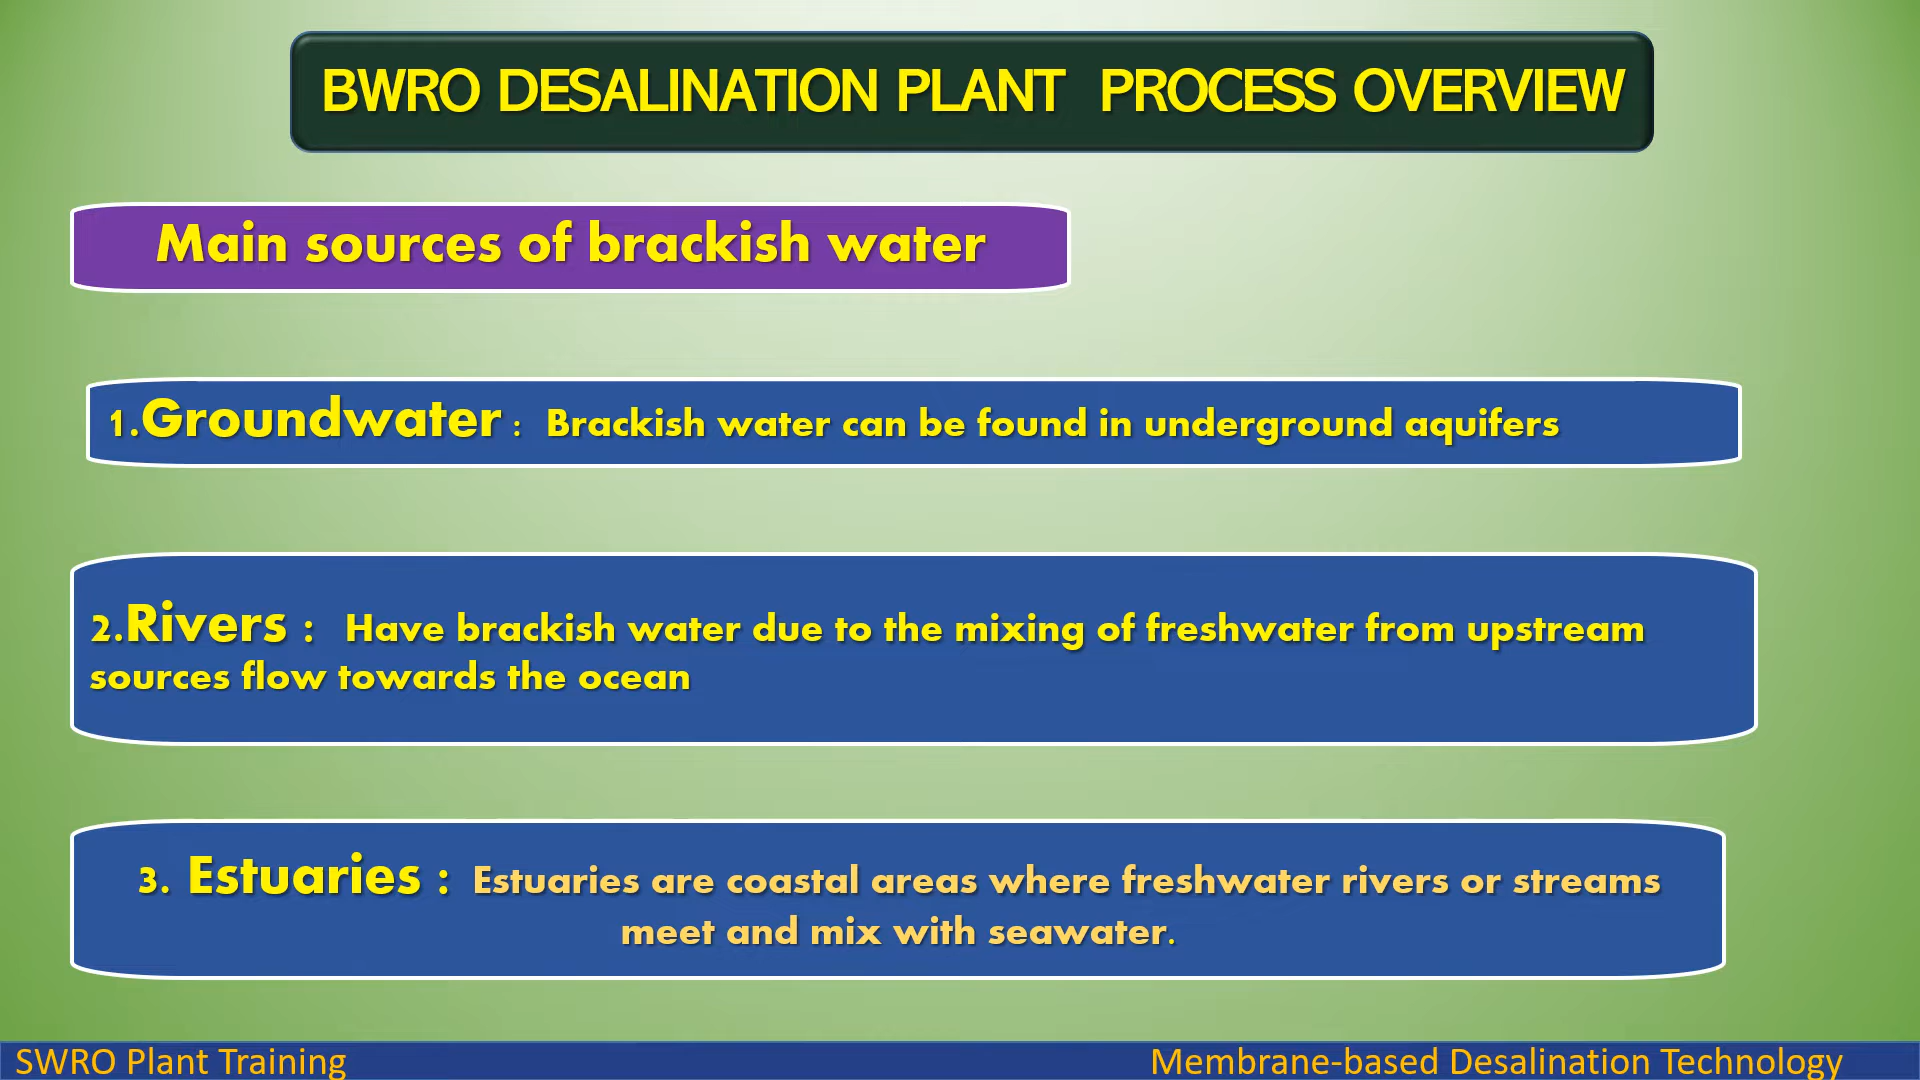 BWRO DESALINATION PLANT PROCESS OVERVIEW
Main sources of brackish water
1.Groundwater : Brackish water can be found in underground aquifers
2.Rivers : Have brackish water due to the mixing of freshwater from upstream
sources flow towards the ocean
3. Estuaries : Estuaries are coastal areas where freshwater rivers or streams
meet and mix with seawater.
SWRO Plant Training
Membrane-based Desalination Technology